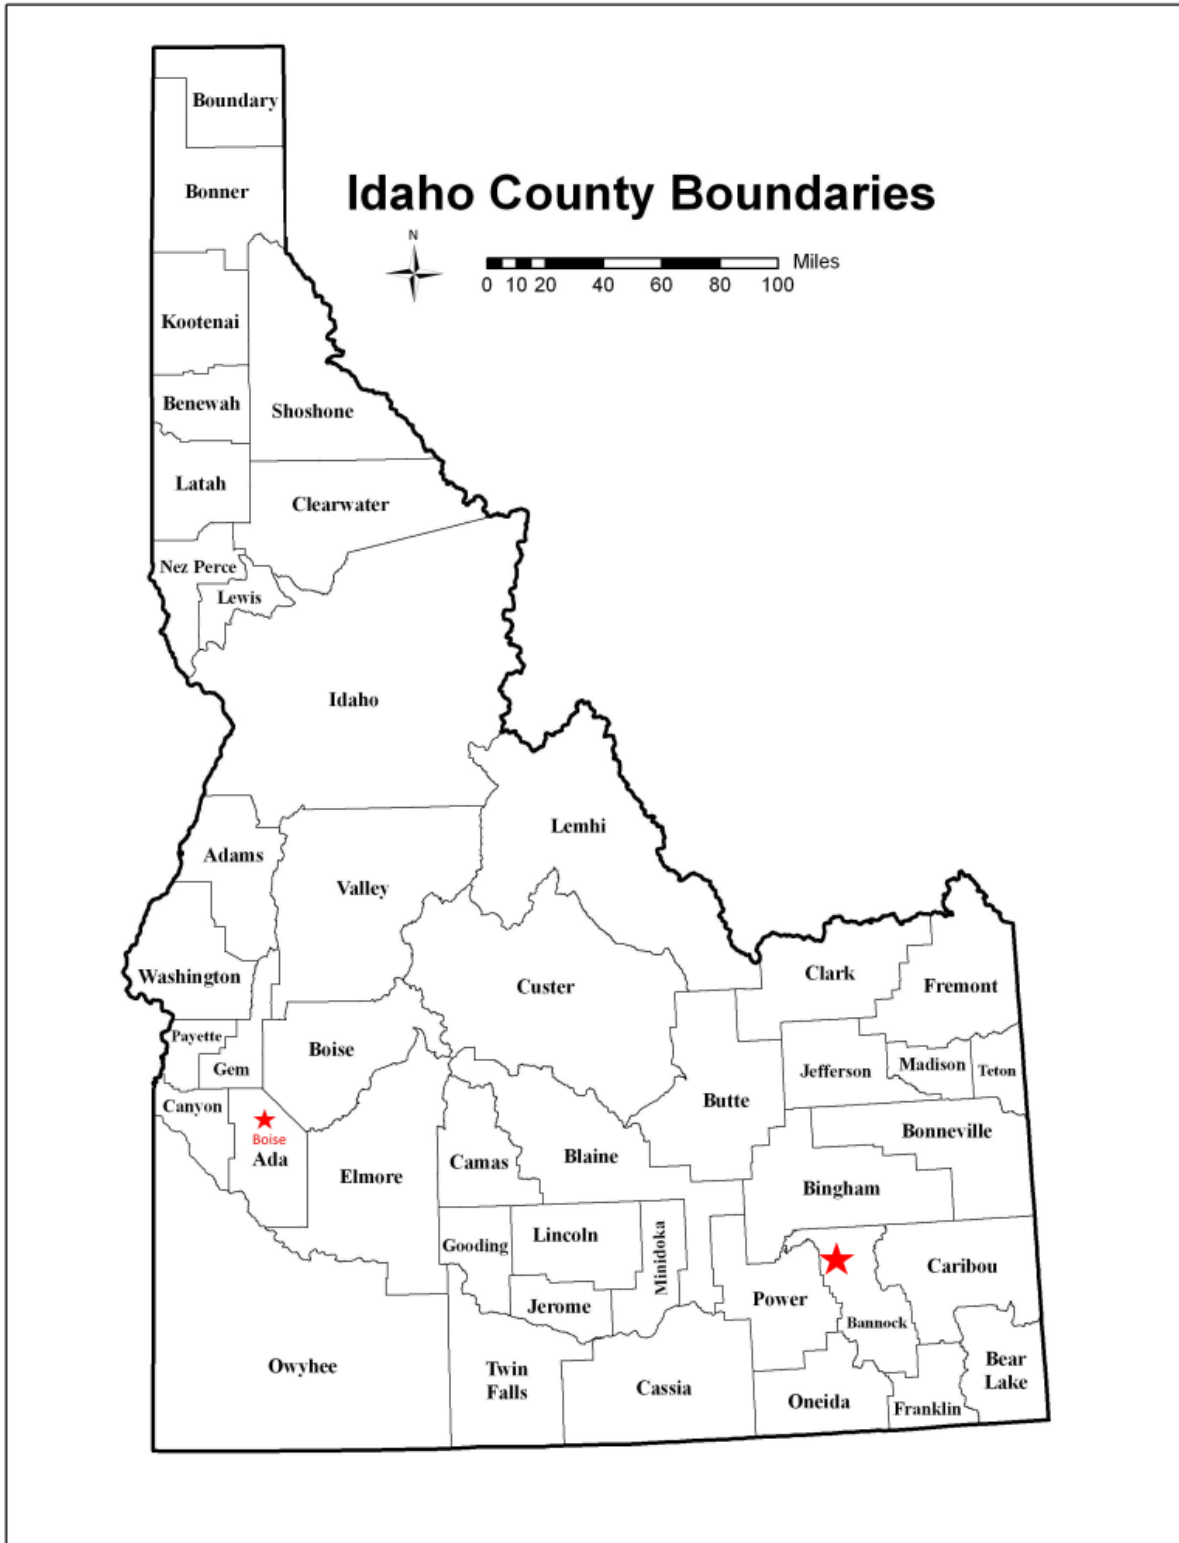 Boundary
Bonner
Idaho County Boundaries
N
Miles
0 10 20 40 60 80 100
Kootenai
Benewah
Shoshone
Latah
Clearwater
Nez Perce
Lewis
Idaho
Lemhi
Adams
Valley
Washington
Custer
Clark
Fremont
Payette
Gem
Boise
Jefferson
Madison
Teton
Canyon
Butte
Boise
Ada
Camas
Blaine
Bonneville
Elmore
Bingham
Gooding
Lincoln
Minidoka
Caribou
Jerome
Power
Bannock
Owyhee
Twin
Falls
Cassia
Oneida
Franklin
Bear
Lake